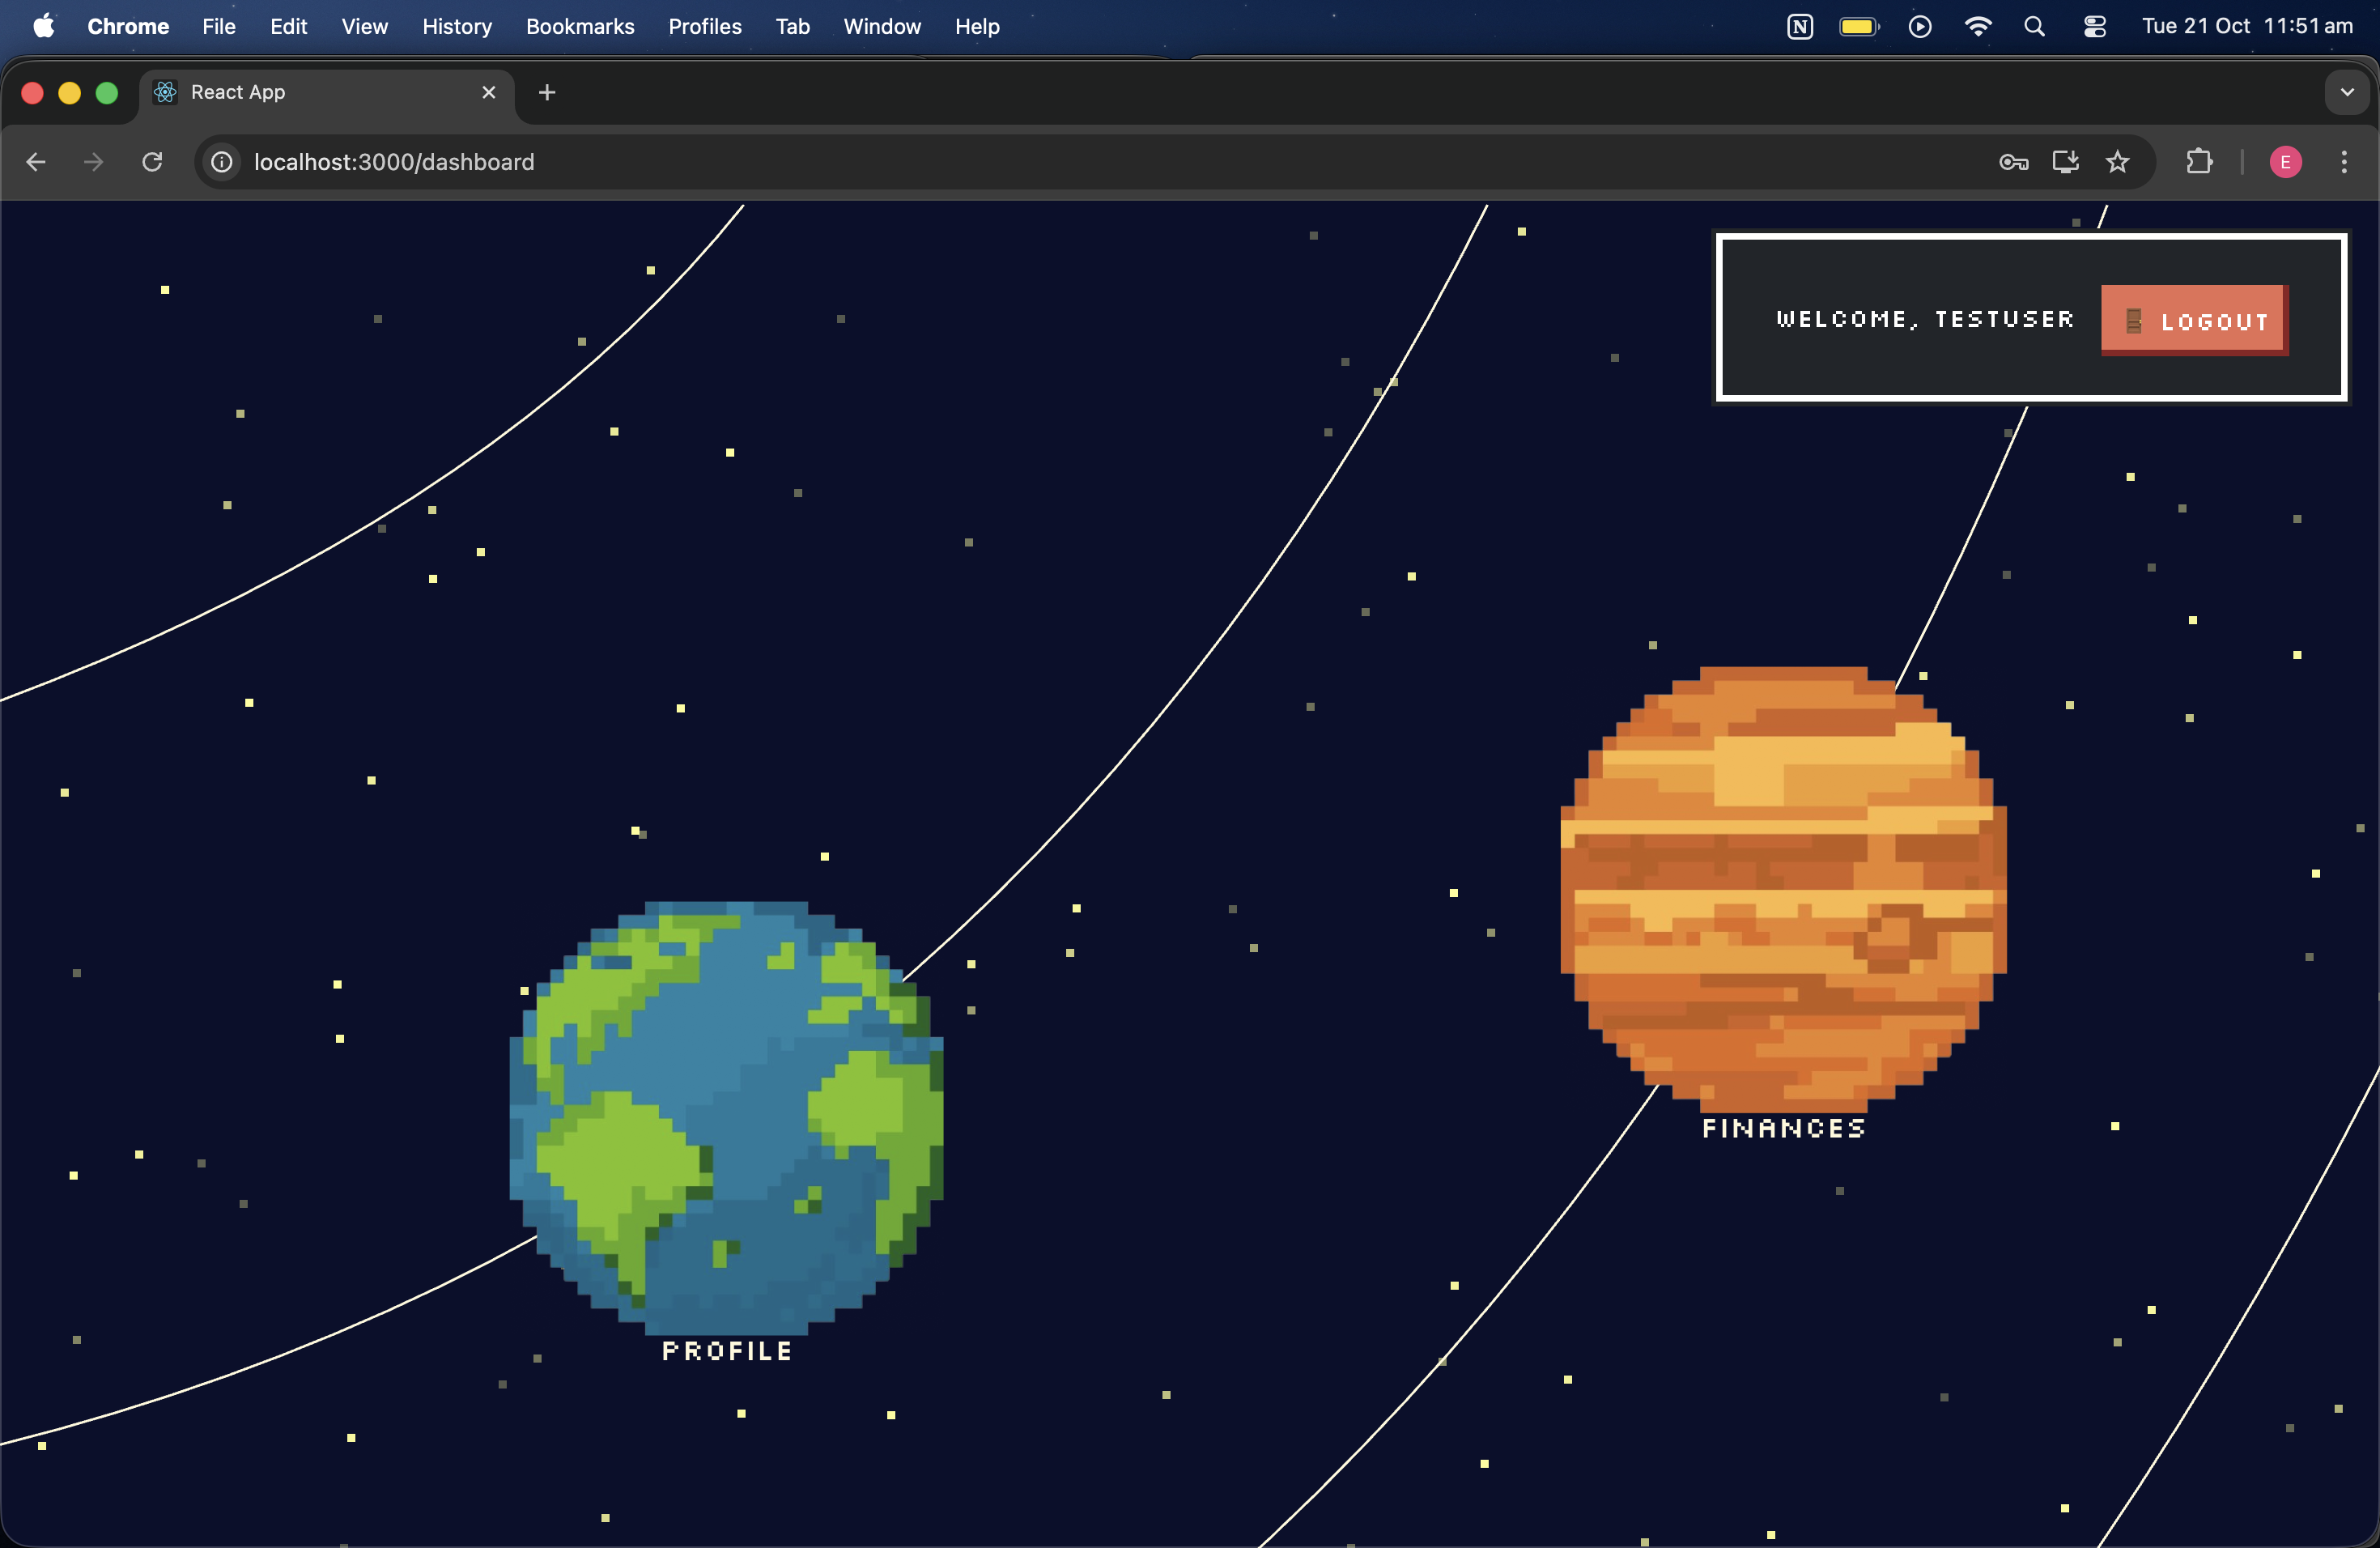 Chrome File Edit View History Bookmarks Profiles Tab Window Help N Tue 21 Oct 11:51 am
React App
localhost:3000/dashboard E
WELCOME, TESTUSER LOGOUT
FINANCES
PROFILE